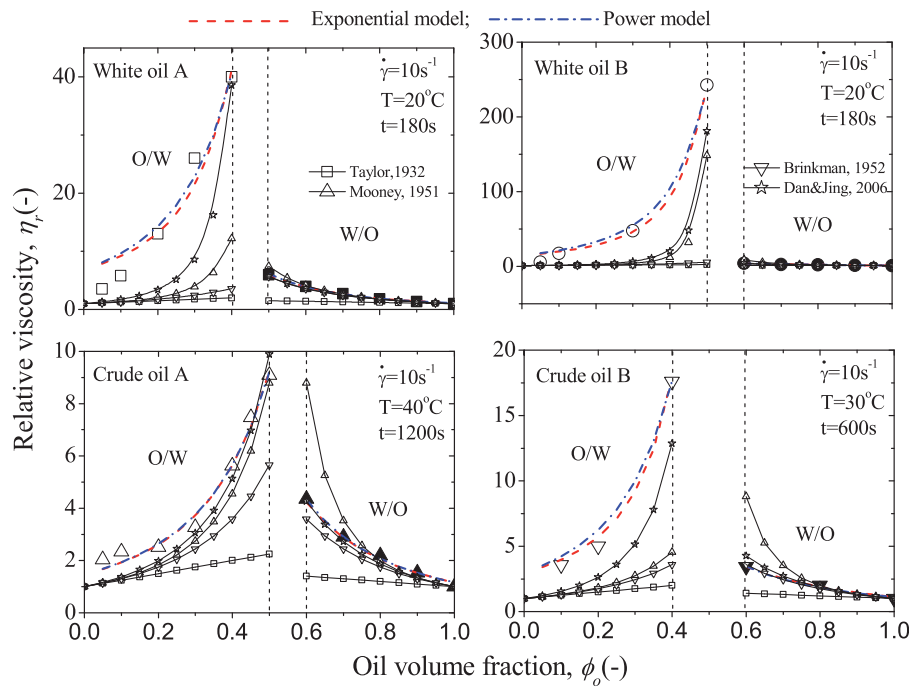 Exponential model; Power model
White oil A
γ̇=10s⁻¹
T=20°C
t=180s
O/W
Taylor,1932
Mooney, 1951
W/O
40
20
0
White oil B
γ̇=10s⁻¹
T=20°C
t=180s
O/W
Brinkman, 1952
Dan&Jing, 2006
W/O
300
250
200
150
100
50
0
Relative viscosity, ηr(-)
Crude oil A
γ̇=10s⁻¹
T=40°C
t=1200s
O/W
W/O
10
8
6
4
2
0
0.0 0.2 0.4 0.6 0.8 1.0
Crude oil B
γ̇=10s⁻¹
T=30°C
t=600s
O/W
W/O
20
15
10
5
0
0.0 0.2 0.4 0.6 0.8 1.0
Oil volume fraction, ϕo(-)